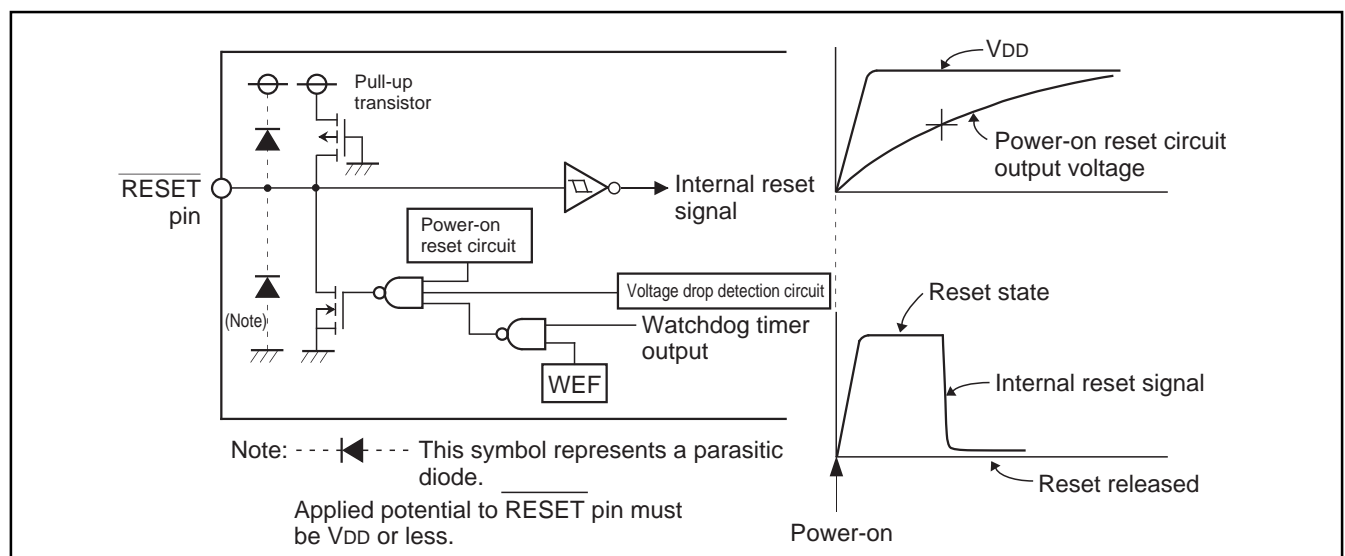 Pull-up
transistor
RESET
pin
Internal reset
signal
Power-on
reset circuit
Voltage drop detection circuit
(Note)
Watchdog timer
output
WEF
Note:
This symbol represents a parasitic
diode.
Applied potential to RESET pin must
be VDD or less.
VDD
Power-on reset circuit
output voltage
Reset state
Internal reset signal
Reset released
Power-on